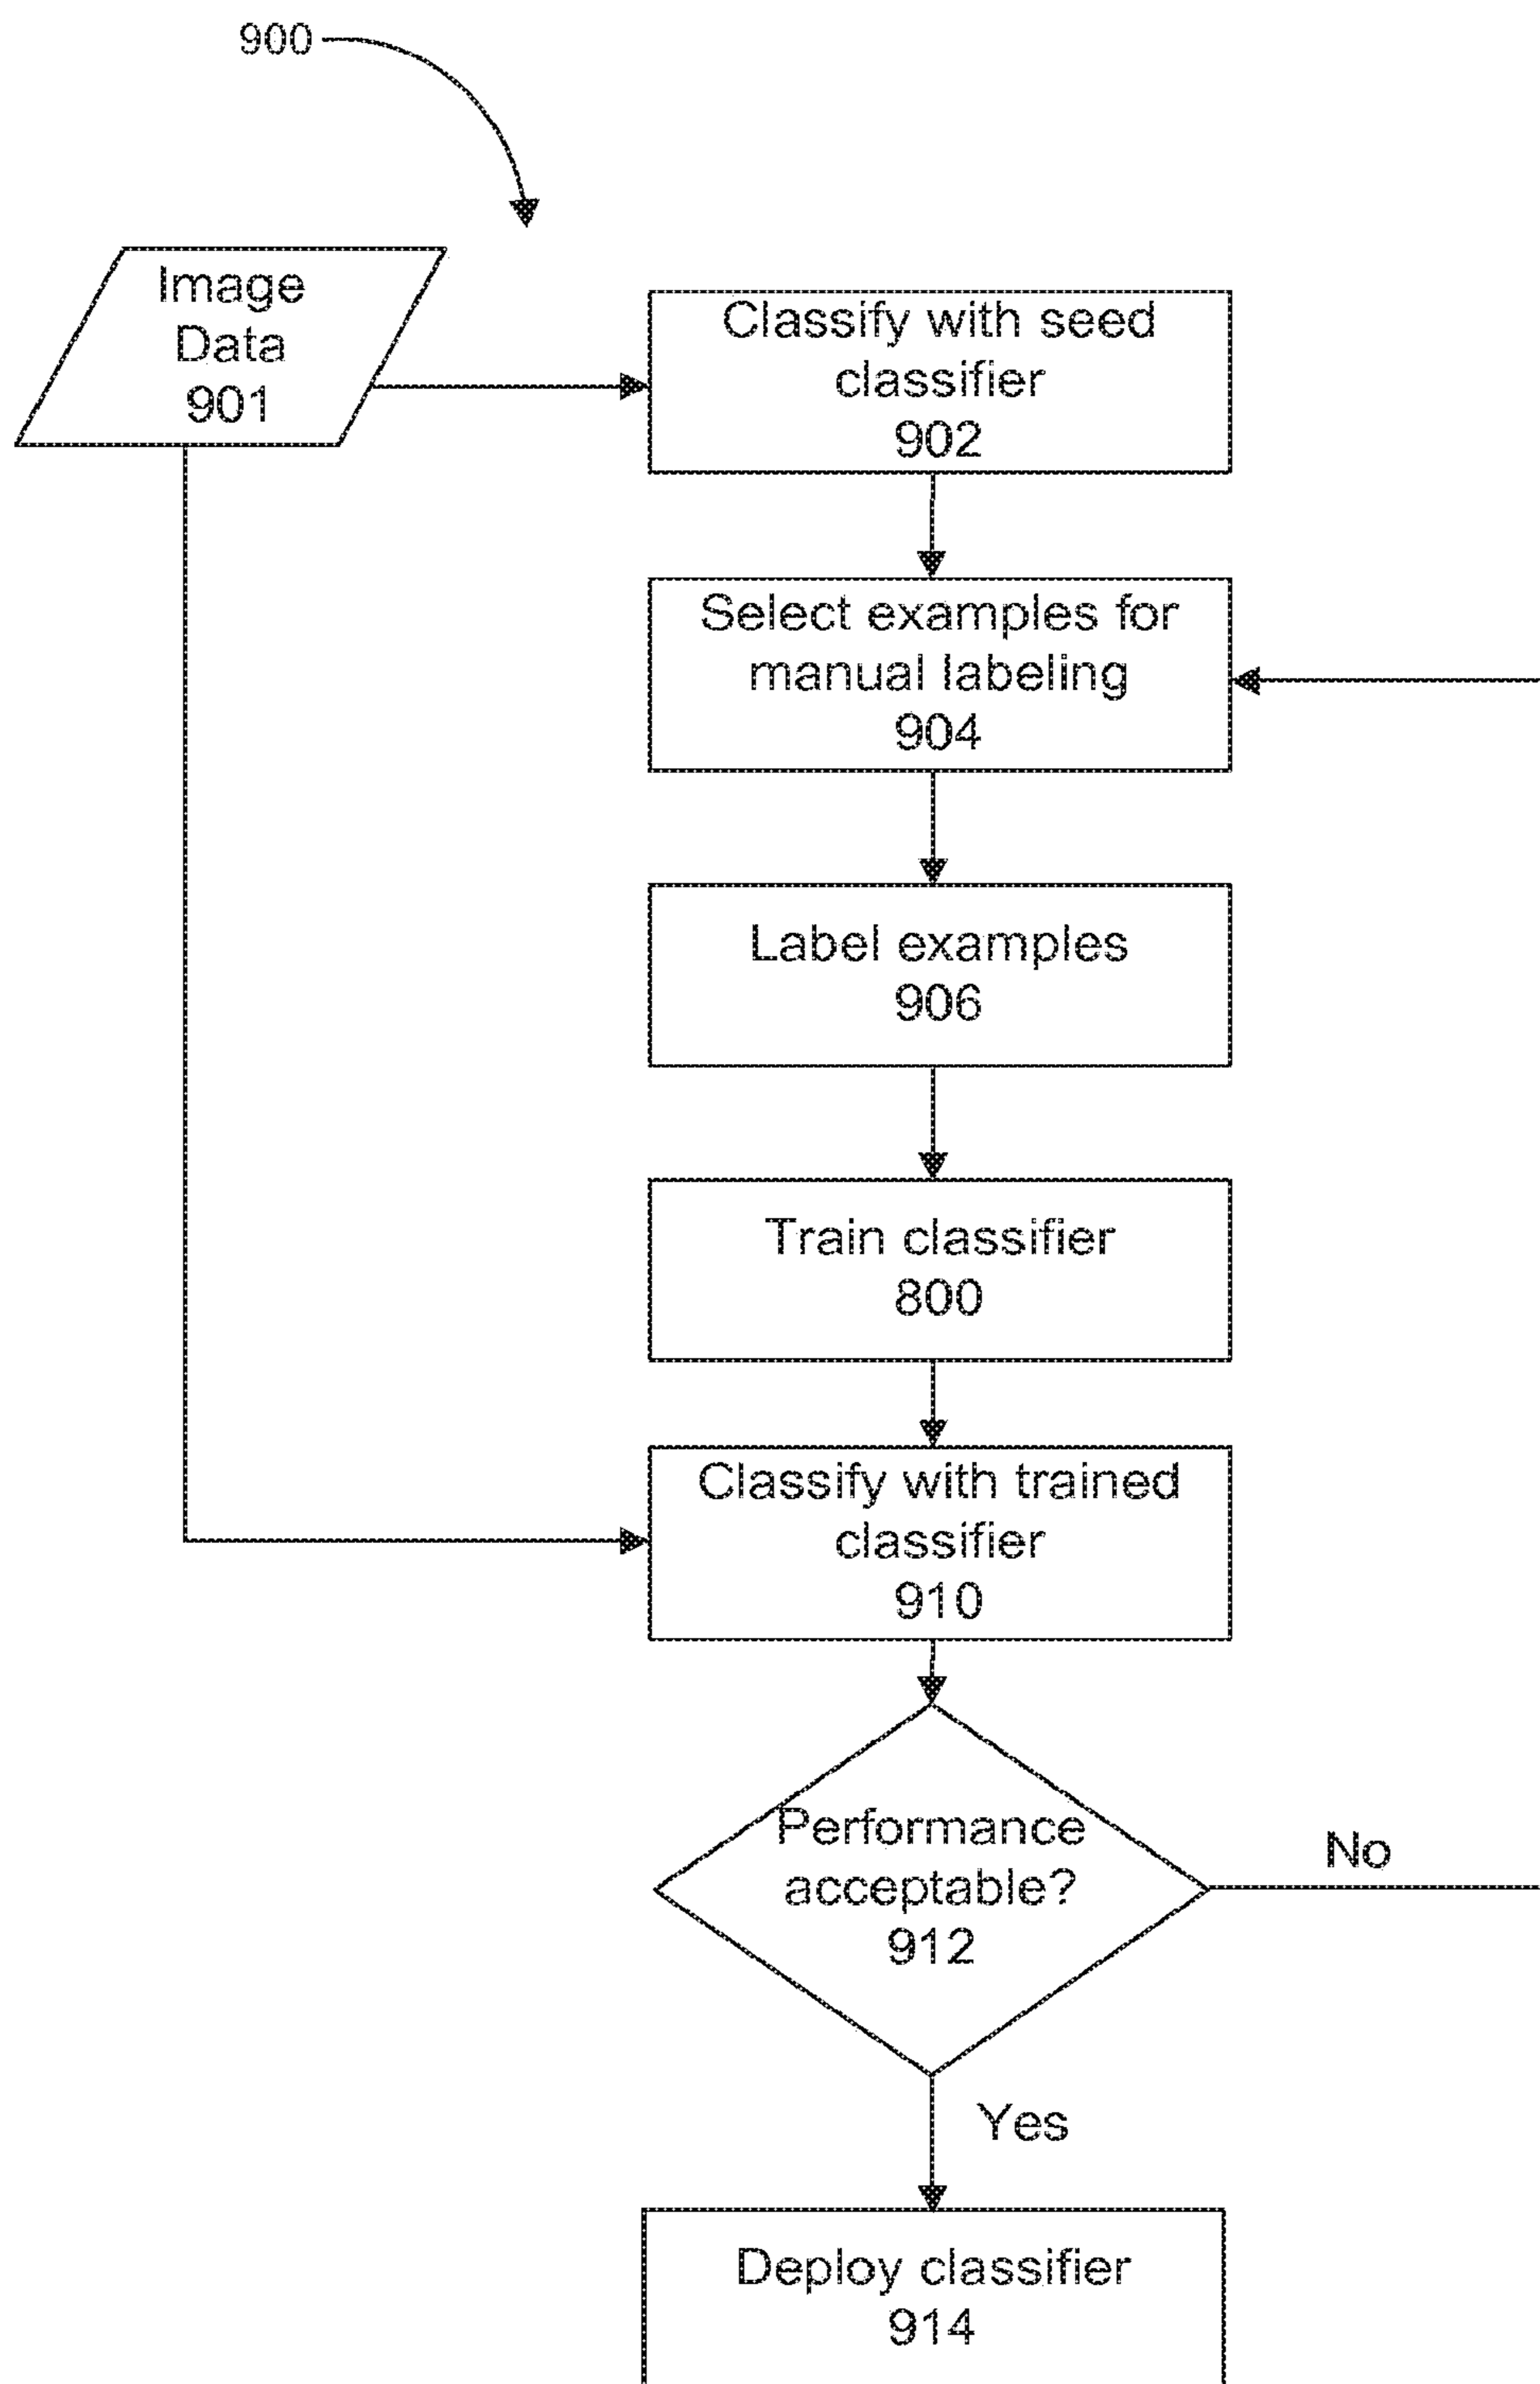 900
Image
Data
901
Classify with seed
classifier
902
Select examples for
manual labeling
904
Label examples
906
Train classifier
800
Classify with trained
classifier
910
Performance
acceptable?
912
No
Yes
Deploy classifier
914